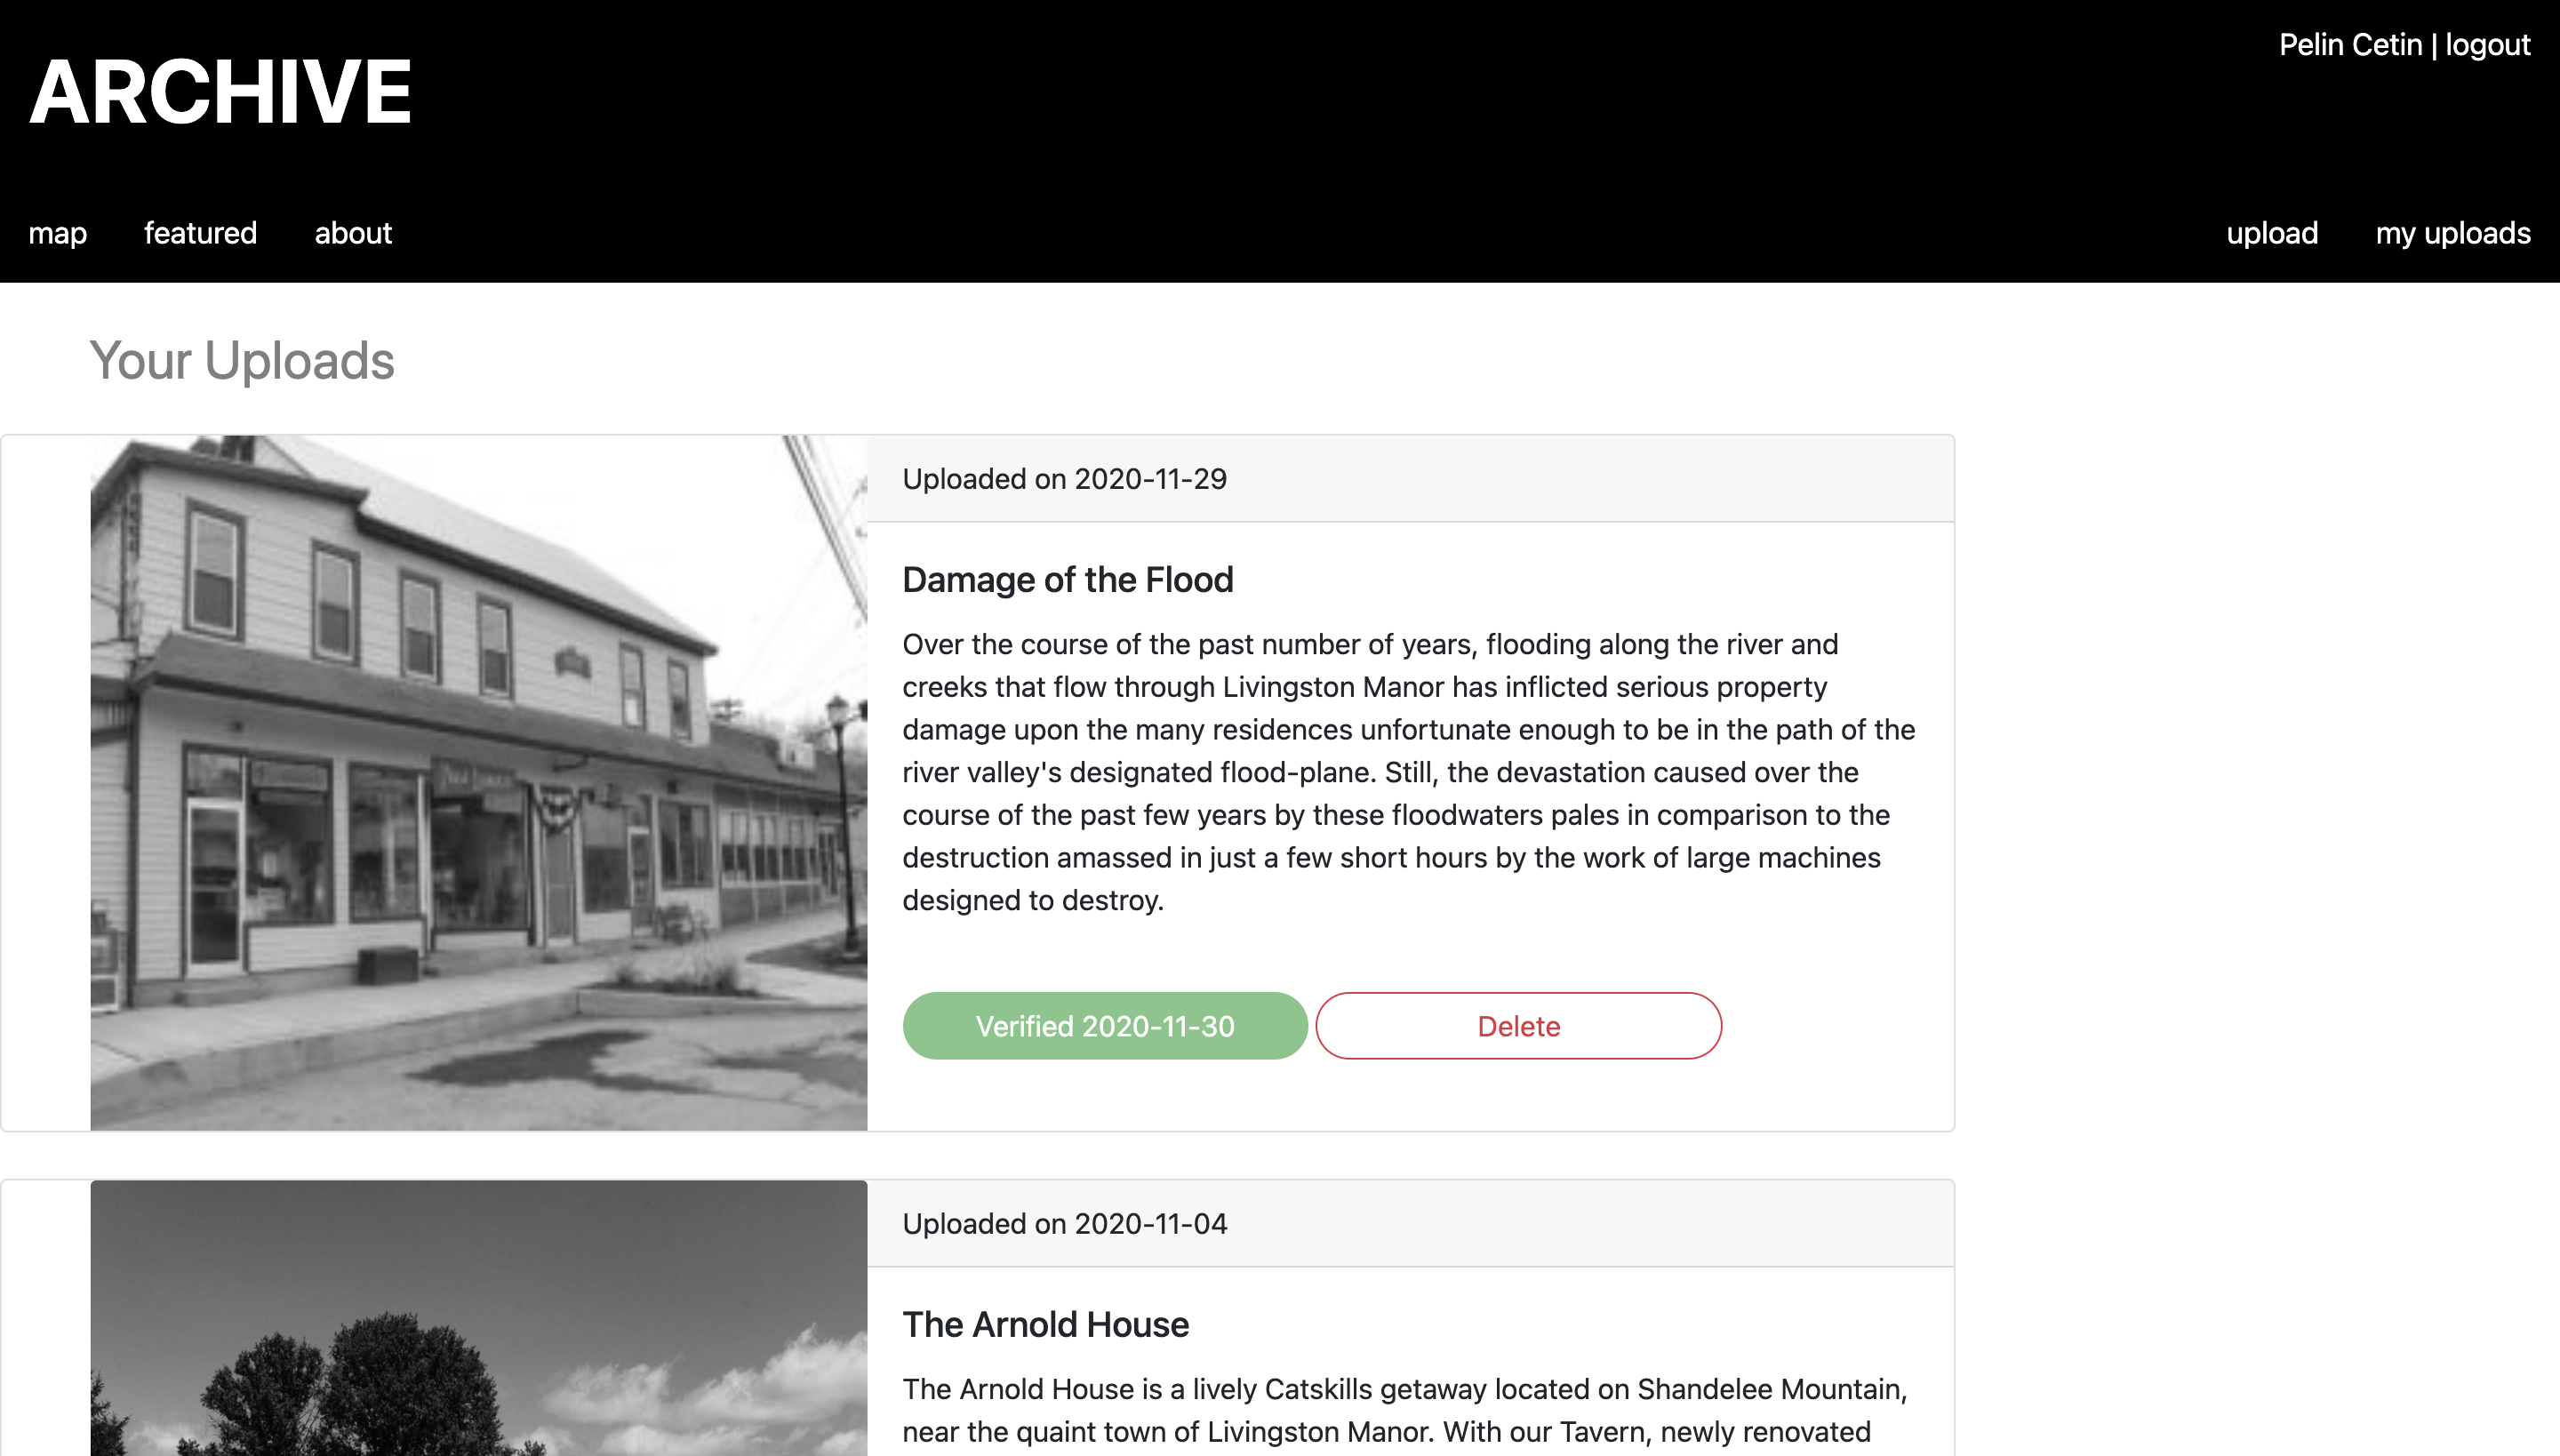 Pelin Cetin | logout
ARCHIVE
map featured about upload my uploads
Your Uploads
Uploaded on 2020-11-29
Damage of the Flood
Over the course of the past number of years, flooding along the river and
creeks that flow through Livingston Manor has inflicted serious property
damage upon the many residences unfortunate enough to be in the path of the
river valley's designated flood-plane. Still, the devastation caused over the
course of the past few years by these floodwaters pales in comparison to the
destruction amassed in just a few short hours by the work of large machines
designed to destroy.
Verified 2020-11-30 Delete
Uploaded on 2020-11-04
The Arnold House
The Arnold House is a lively Catskills getaway located on Shandelee Mountain,
near the quaint town of Livingston Manor. With our Tavern, newly renovated